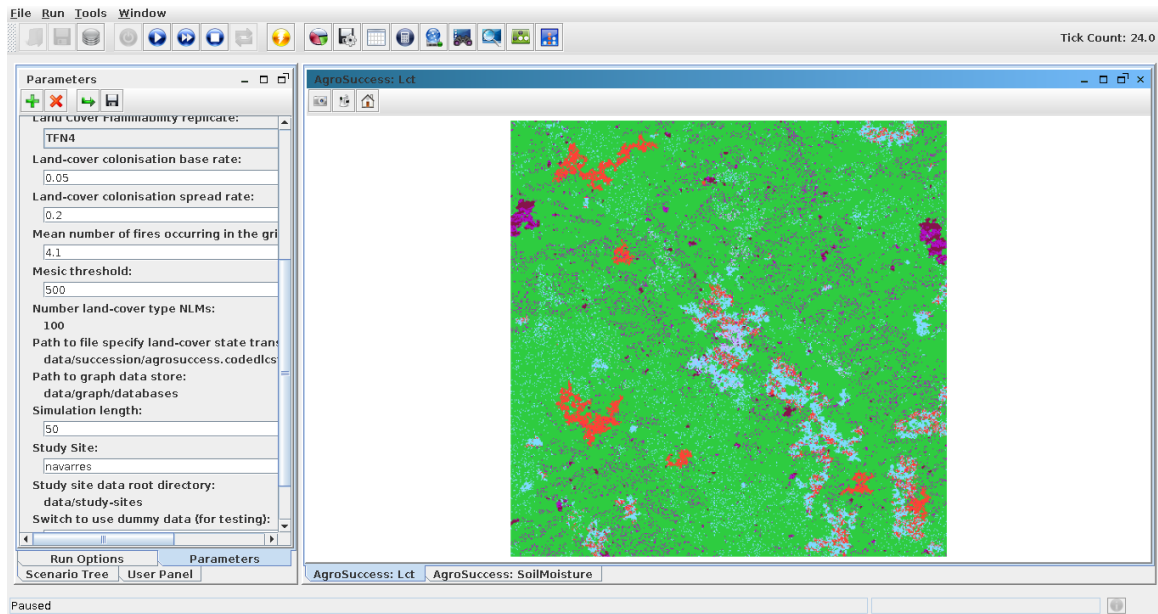 File Run Tools Window
Tick Count: 24.0
Parameters
AgroSuccess: Lct
Land Cover Flammability replicate:
TFN4
Land-cover colonisation base rate:
0.05
Land-cover colonisation spread rate:
0.2
Mean number of fires occurring in the gri
4.1
Mesic threshold:
500
Number land-cover type NLMs:
100
Path to file specify land-cover state trans
data/succession/agrosuccess.codedlcs
Path to graph data store:
data/graph/databases
Simulation length:
50
Study Site:
navarres
Study site data root directory:
data/study-sites
Switch to use dummy data (for testing):
Run Options Parameters
Scenario Tree User Panel
AgroSuccess: Lct AgroSuccess: SoilMoisture
Paused